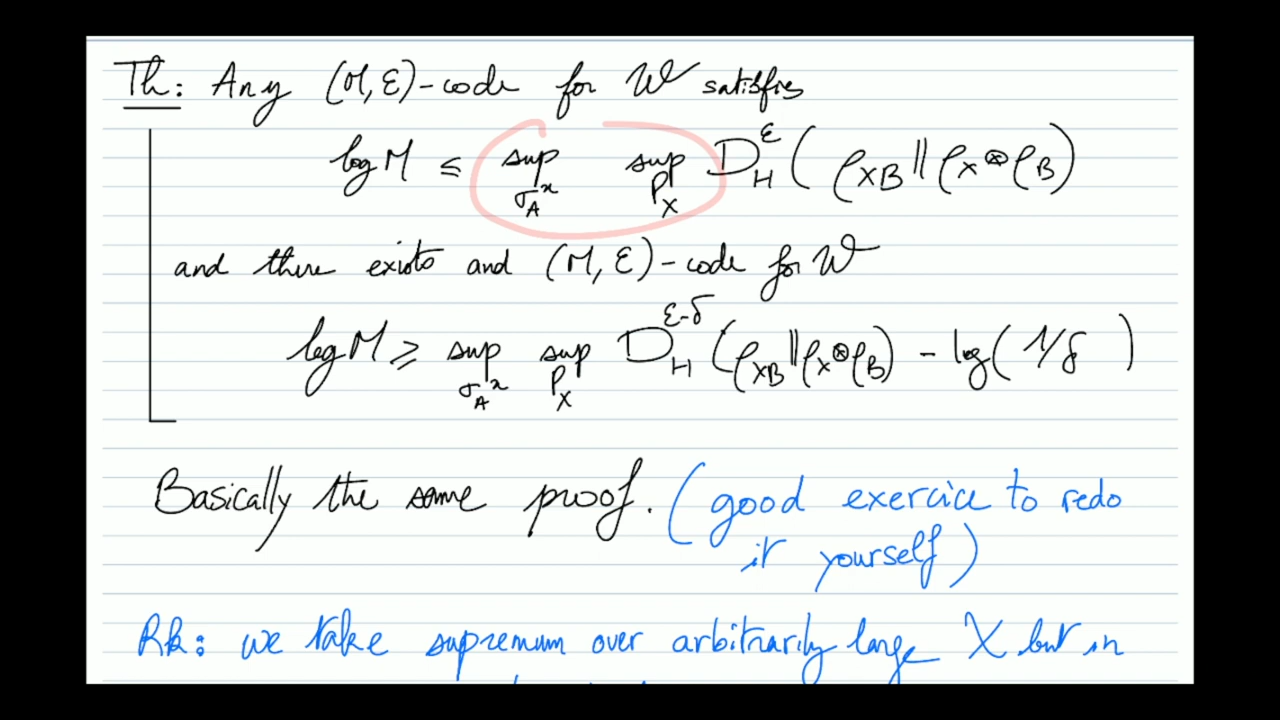 Th: Any (M,ε)-code for W satisfies
log M ≤ sup_{σ_A^x} sup_{P_X} D_H^ε (ρ_{XB} || ρ_X ⊗ ρ_B)
and there exists and (M,ε)-code for W
log M ≥ sup_{σ_A^x} sup_{P_X} D_H^{ε-δ} (ρ_{XB} || ρ_X ⊗ ρ_B) - log(1/δ)
Basically the same proof. (good exercice to redo
it yourself)
Rk: we take supremum over arbitrarily large X but in